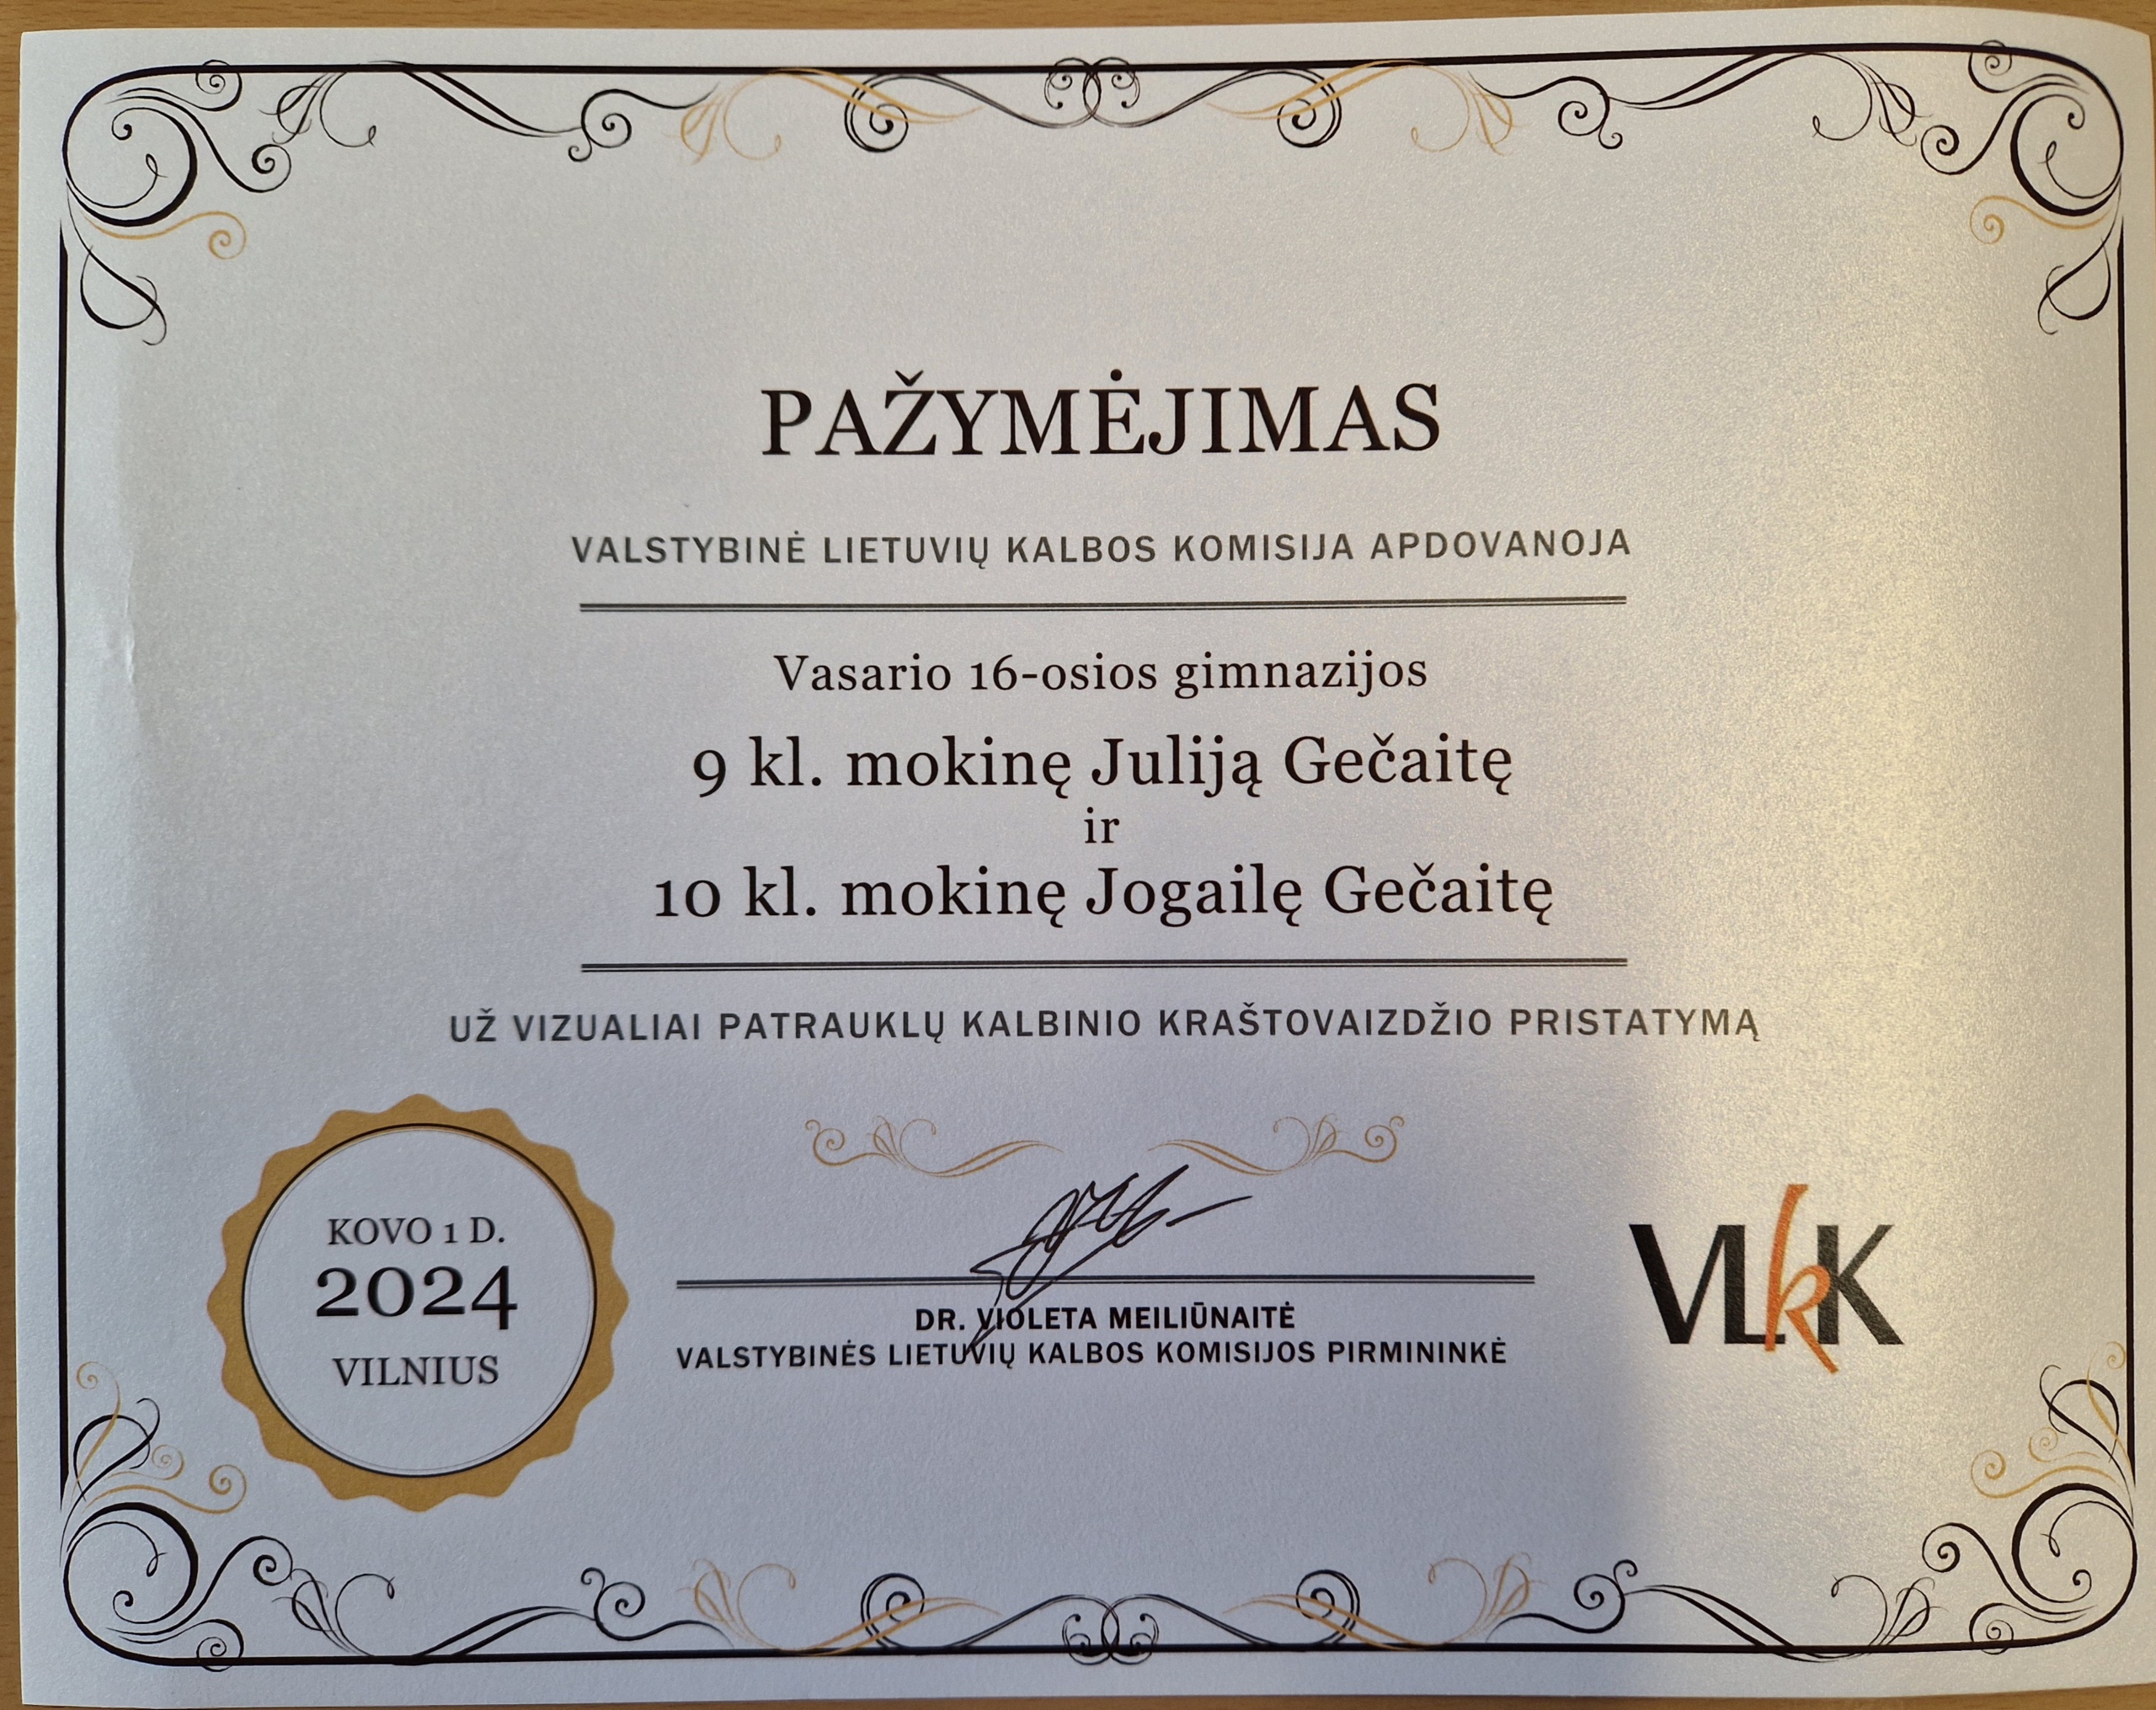 PAŽYMĖJIMAS
VALSTYBINĖ LIETUVIŲ KALBOS KOMISIJA APDOVANOJA
Vasario 16-osios gimnazijos
9 kl. mokinę Juliją Gečaitę
ir
10 kl. mokinę Jogailę Gečaitę
UŽ VIZUALIAI PATRAUKLŲ KALBINIO KRAŠTOVAIZDŽIO PRISTATYMĄ
KOVO 1 D.
2024
VILNIUS
DR. VIOLETA MEILIŪNAITĖ
VALSTYBINĖS LIETUVIŲ KALBOS KOMISIJOS PIRMININKĖ
VLkK